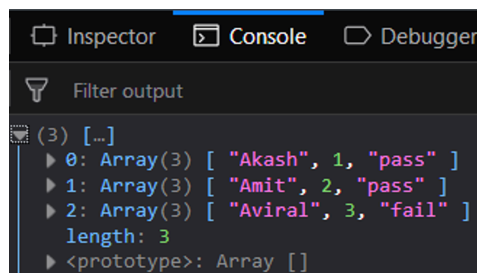 Inspector Console Debugger
Filter output
(3) […]
0: Array(3) [ "Akash", 1, "pass" ]
1: Array(3) [ "Amit", 2, "pass" ]
2: Array(3) [ "Aviral", 3, "fail" ]
length: 3
<prototype>: Array []